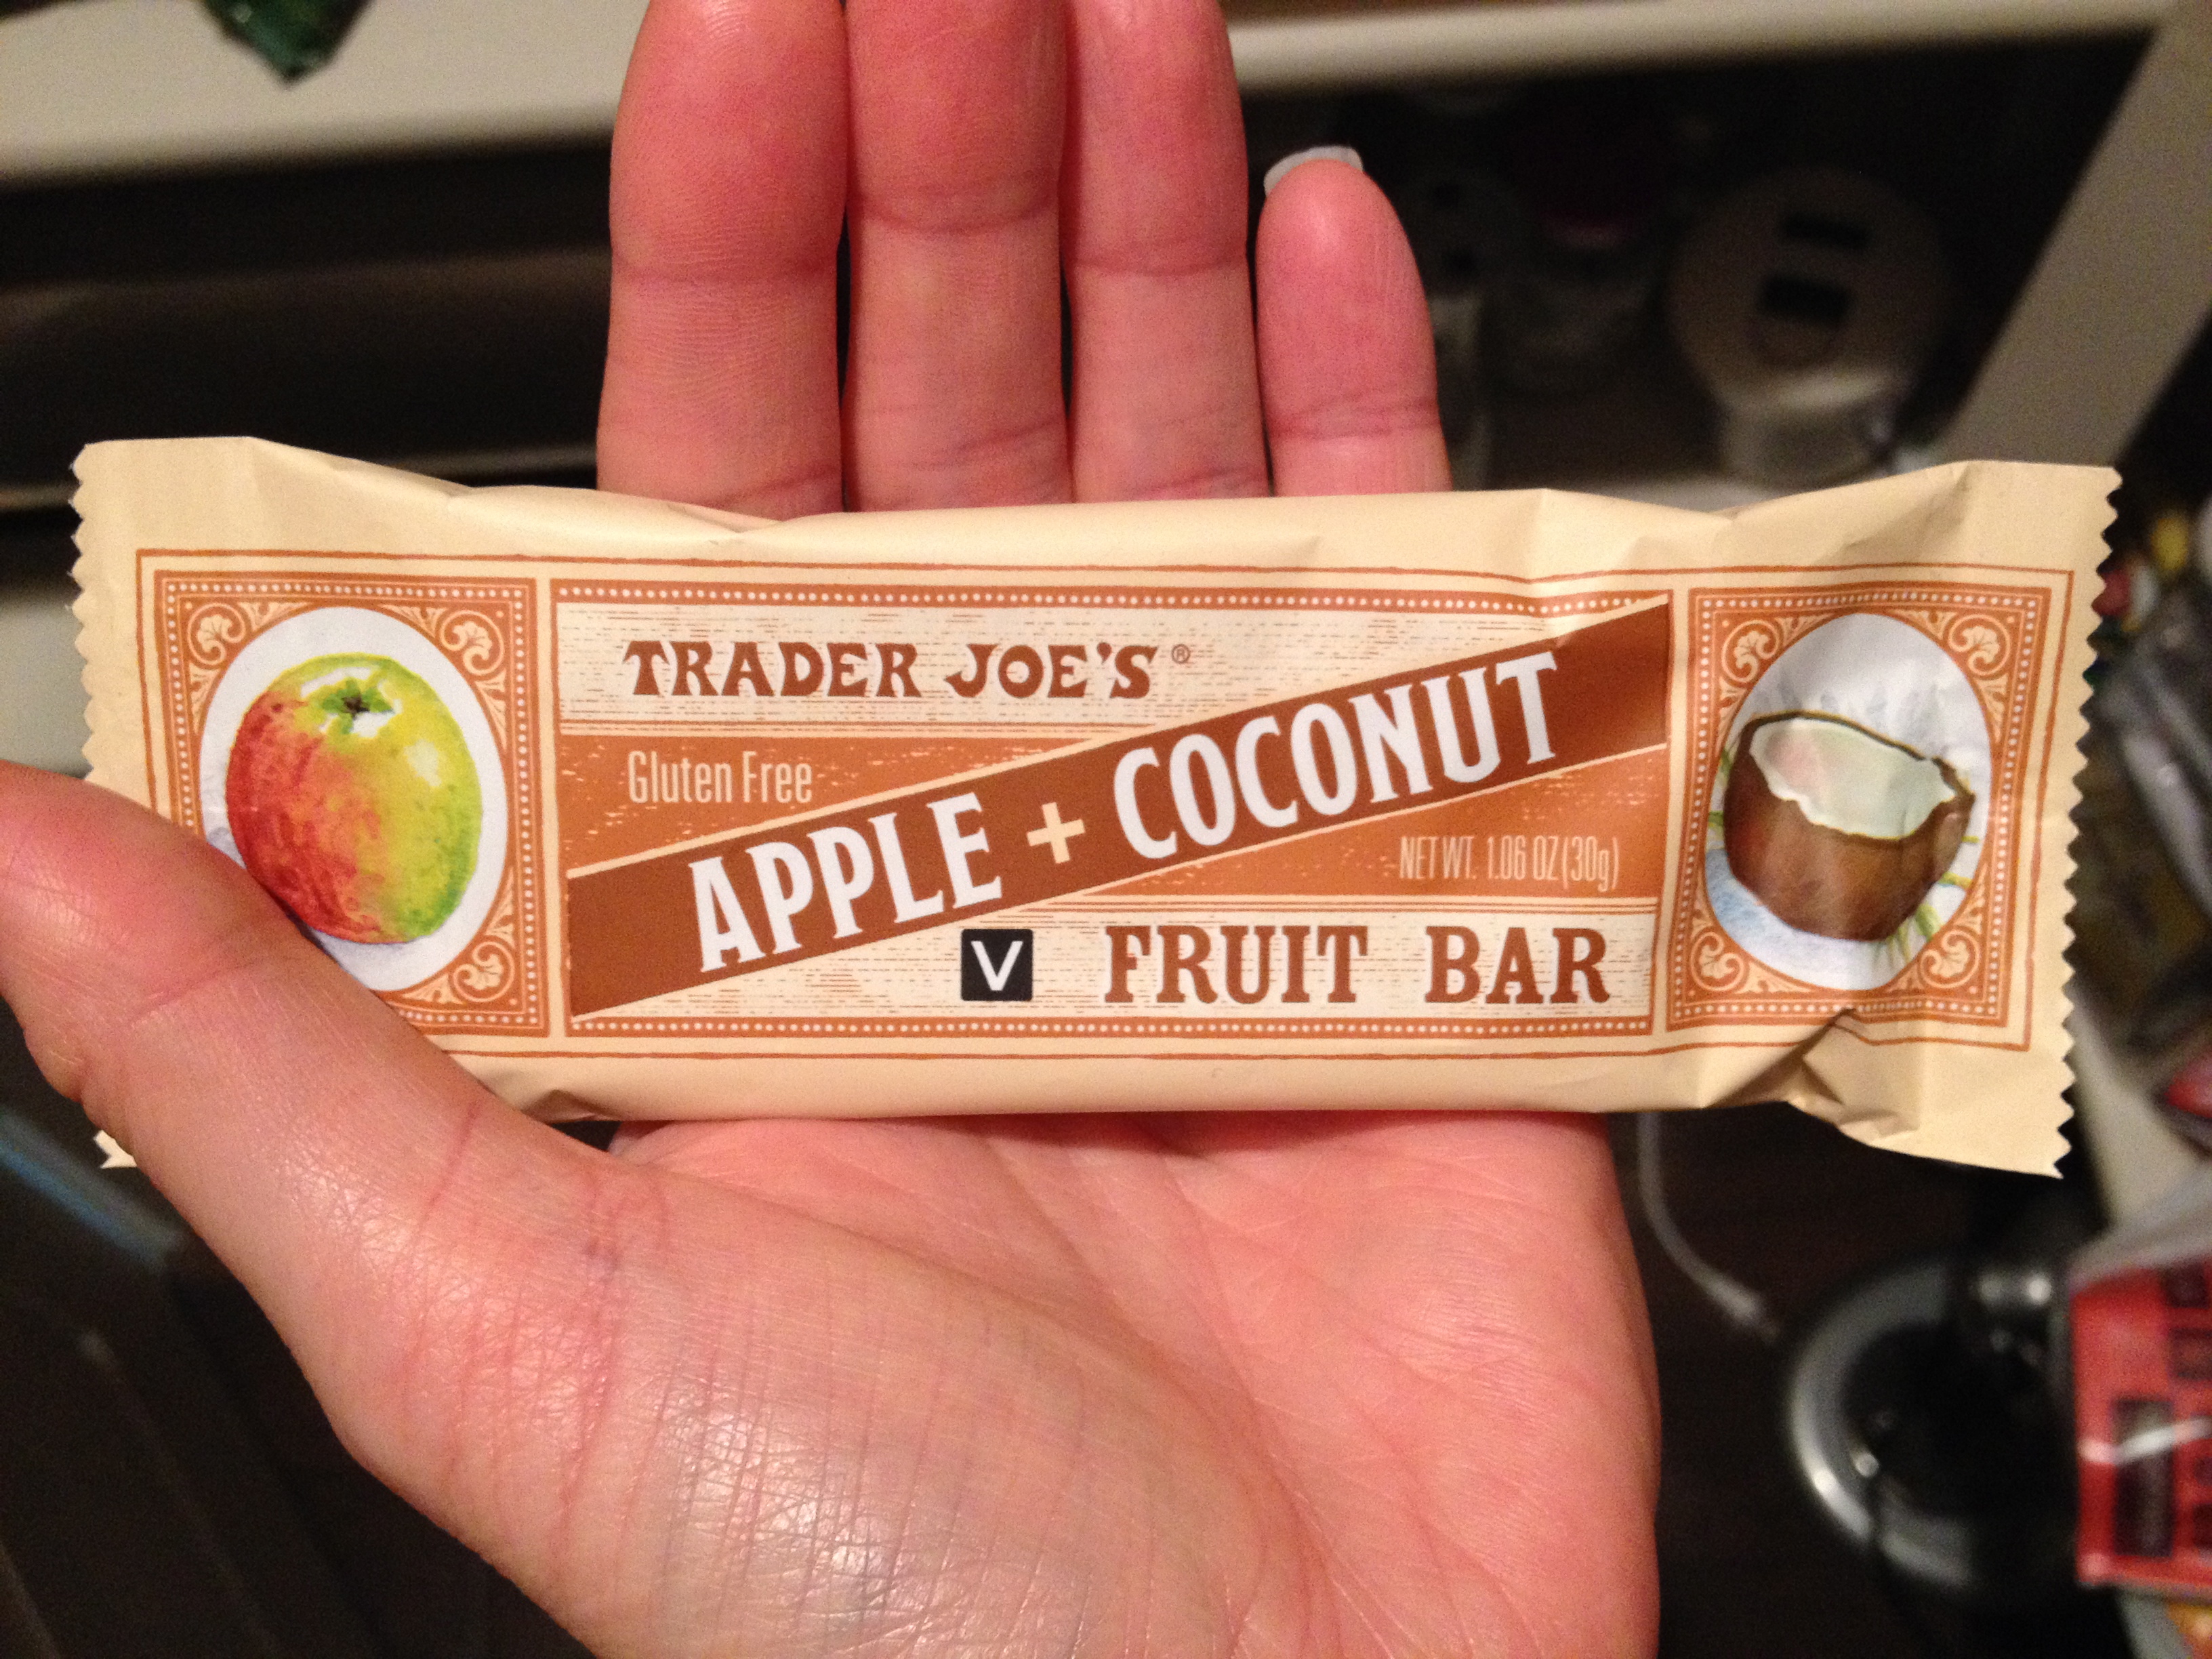 TRADER JOE'S®
Gluten Free
APPLE + COCONUT
NET WT. 1.06 OZ (30g)
V FRUIT BAR